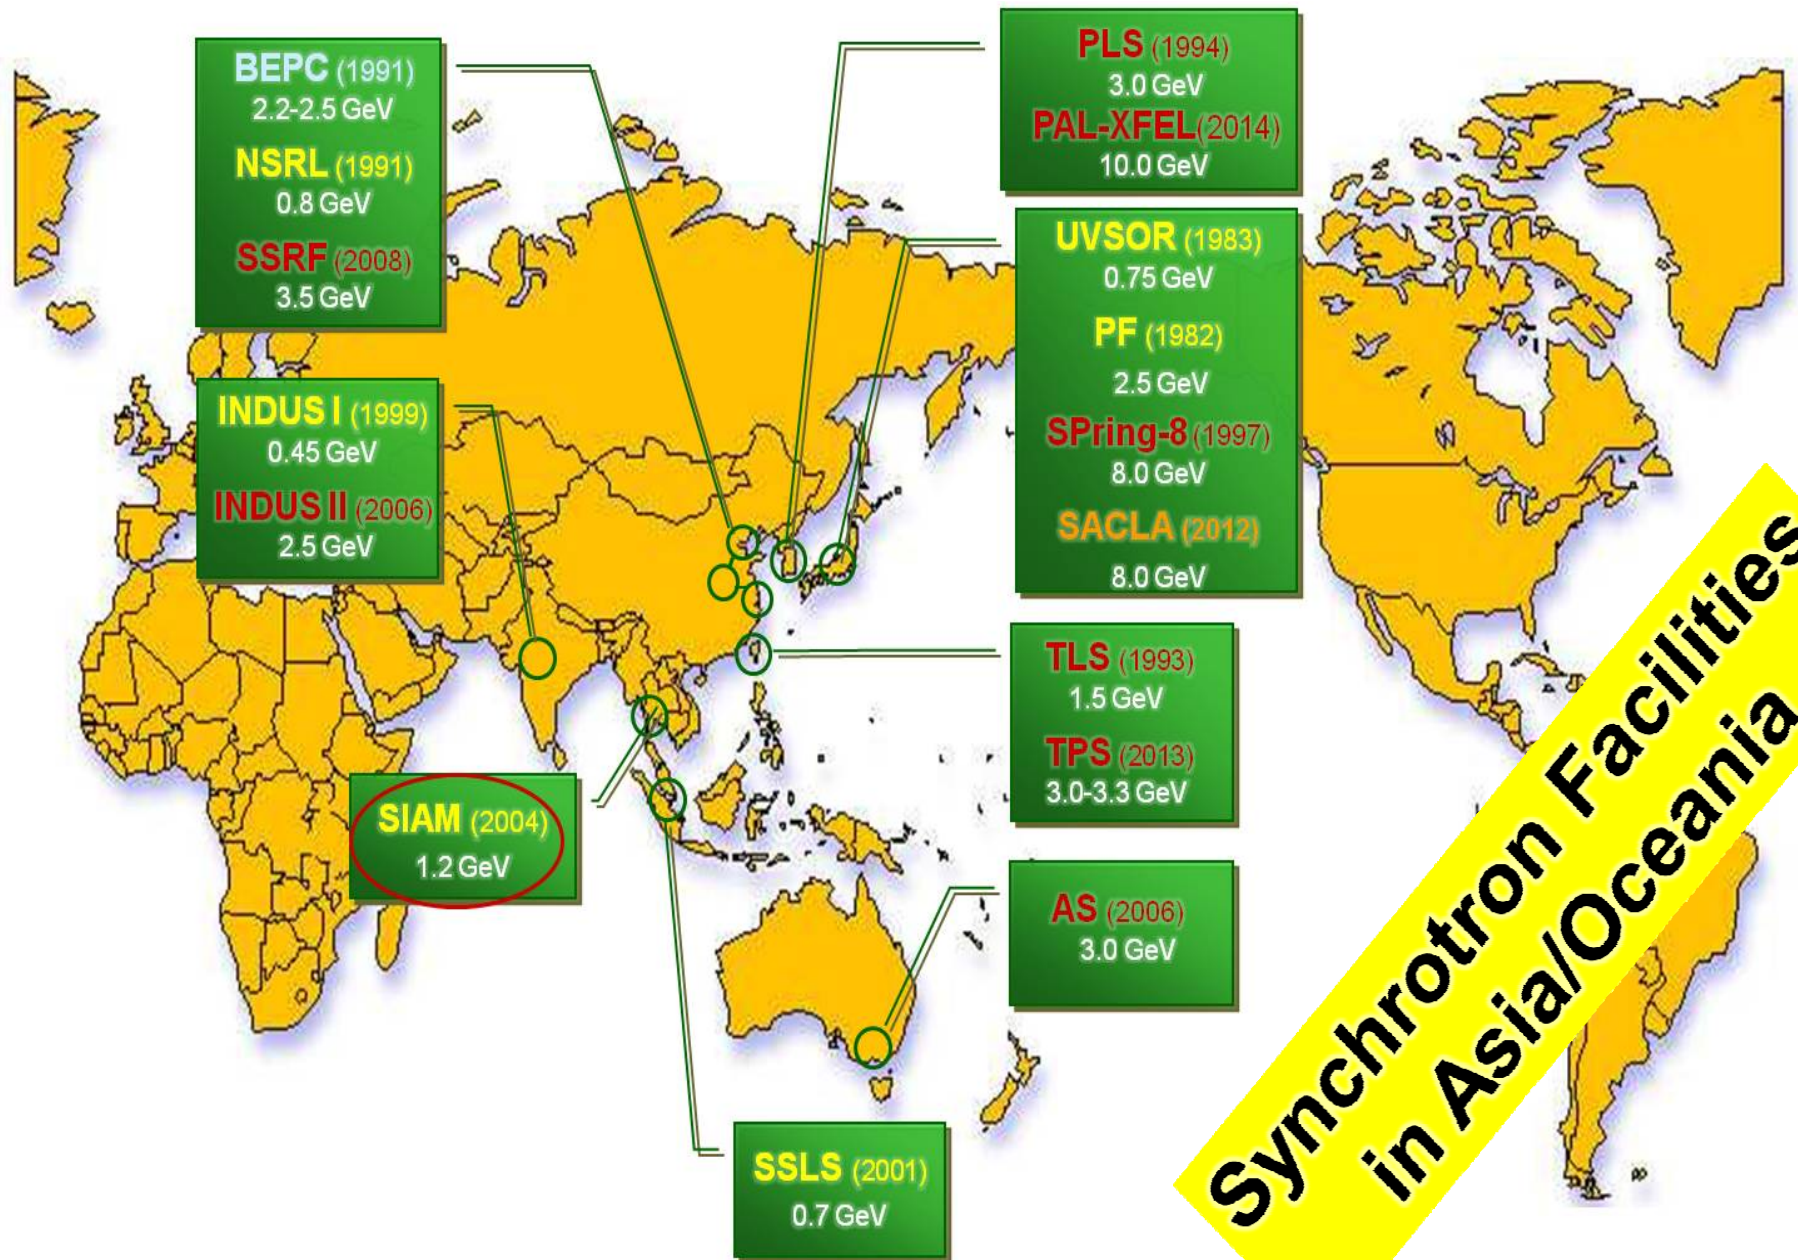 BEPC (1991)
2.2-2.5 GeV
NSRL (1991)
0.8 GeV
SSRF (2008)
3.5 GeV
INDUS I (1999)
0.45 GeV
INDUS II (2006)
2.5 GeV
SIAM (2004)
1.2 GeV
SSLS (2001)
0.7 GeV
PLS (1994)
3.0 GeV
PAL-XFEL(2014)
10.0 GeV
UVSOR (1983)
0.75 GeV
PF (1982)
2.5 GeV
SPring-8 (1997)
8.0 GeV
SACLA (2012)
8.0 GeV
TLS (1993)
1.5 GeV
TPS (2013)
3.0-3.3 GeV
AS (2006)
3.0 GeV
Synchrotron Facilities
in Asia/Oceania